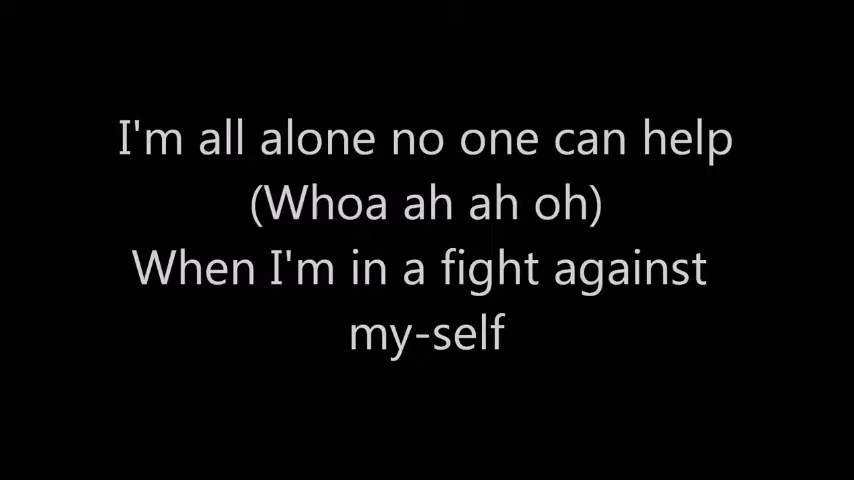 I'm all alone no one can help
(Whoa ah ah oh)
When I'm in a fight against
my-self